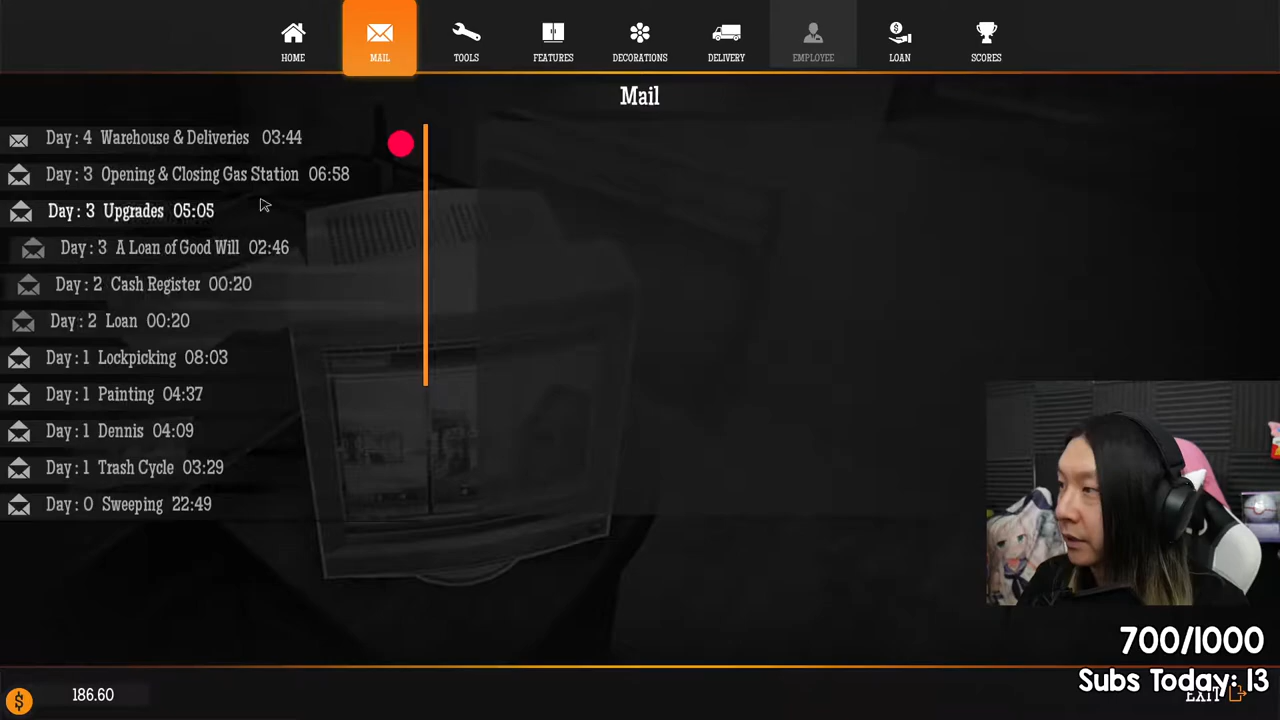 HOME
MAIL
TOOLS
FEATURES
DECORATIONS
DELIVERY
EMPLOYEE
LOAN
SCORES
Mail
Day : 4 Warehouse & Deliveries 03:44
Day : 3 Opening & Closing Gas Station 06:58
Day : 3 Upgrades 05:05
Day : 3 A Loan of Good Will 02:46
Day : 2 Cash Register 00:20
Day : 2 Loan 00:20
Day : 1 Lockpicking 08:03
Day : 1 Painting 04:37
Day : 1 Dennis 04:09
Day : 1 Trash Cycle 03:29
Day : 0 Sweeping 22:49
700/1000
Subs Today: 13
$ 186.60
EXIT